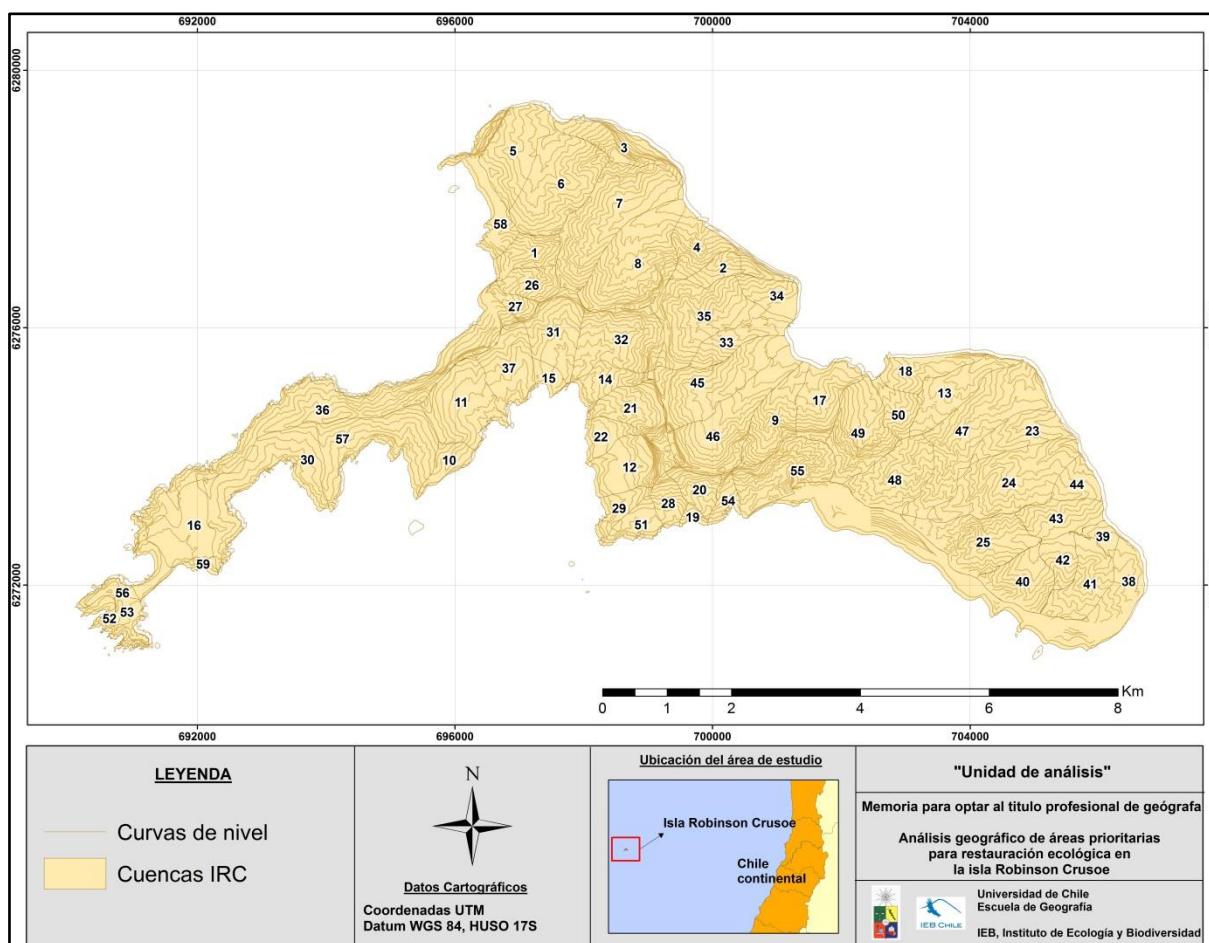 692000 696000 700000 704000
6280000
6276000
6272000
5
3
6
7
58
1
4
8
2
26
34
27
35
31
32
33
37
18
15
14
45
13
11
21
17
36
9
50
22
46
49
47
23
57
10
30
12
55
48
24
44
20
28
54
29
19
51
43
16
39
25
42
59
40
41
38
56
53
52
Km
0 1 2 4 6 8
692000 696000 700000 704000
LEYENDA
Curvas de nivel
Cuencas IRC
N
Datos Cartográficos
Coordenadas UTM
Datum WGS 84, HUSO 17S
Ubicación del área de estudio
Isla Robinson Crusoe
Chile
continental
"Unidad de análisis"
Memoria para optar al titulo profesional de geógrafa
Análisis geográfico de áreas prioritarias
para restauración ecológica en
la isla Robinson Crusoe
IEB CHILE
Universidad de Chile
Escuela de Geografía
IEB, Instituto de Ecología y Biodiversidad